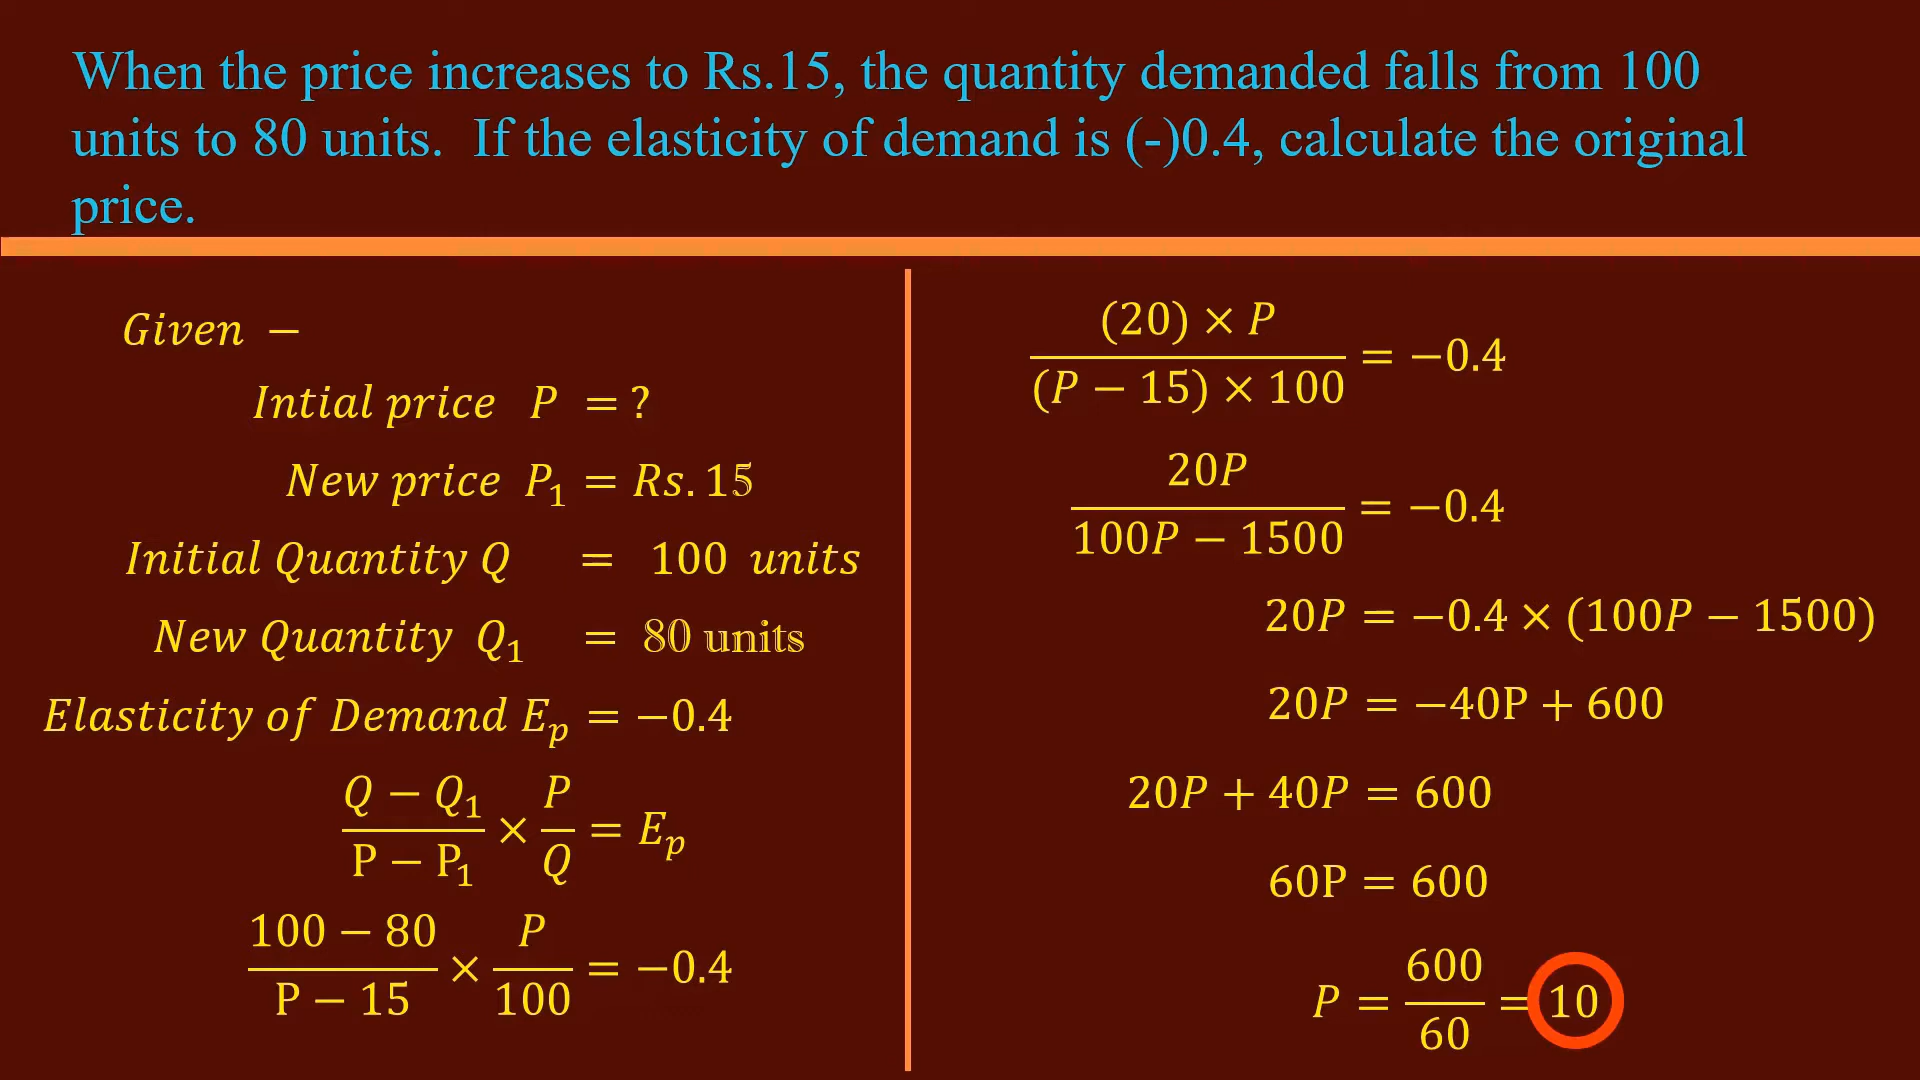 When the price increases to Rs.15, the quantity demanded falls from 100
units to 80 units.  If the elasticity of demand is (-)0.4, calculate the original
price.
Given −
Intial price P = ?
New price P₁ = Rs. 15
Initial Quantity Q = 100 units
New Quantity Q₁ = 80 units
Elasticity of Demand Eₚ = −0.4
Q − Q₁
P − P₁
×
P
Q
= Eₚ
100 − 80
P − 15
×
P
100
= −0.4
(20) × P
(P − 15) × 100
= −0.4
20P
100P − 1500
= −0.4
20P = −0.4 × (100P − 1500)
20P = −40P + 600
20P + 40P = 600
60P = 600
P =
600
60
= 10